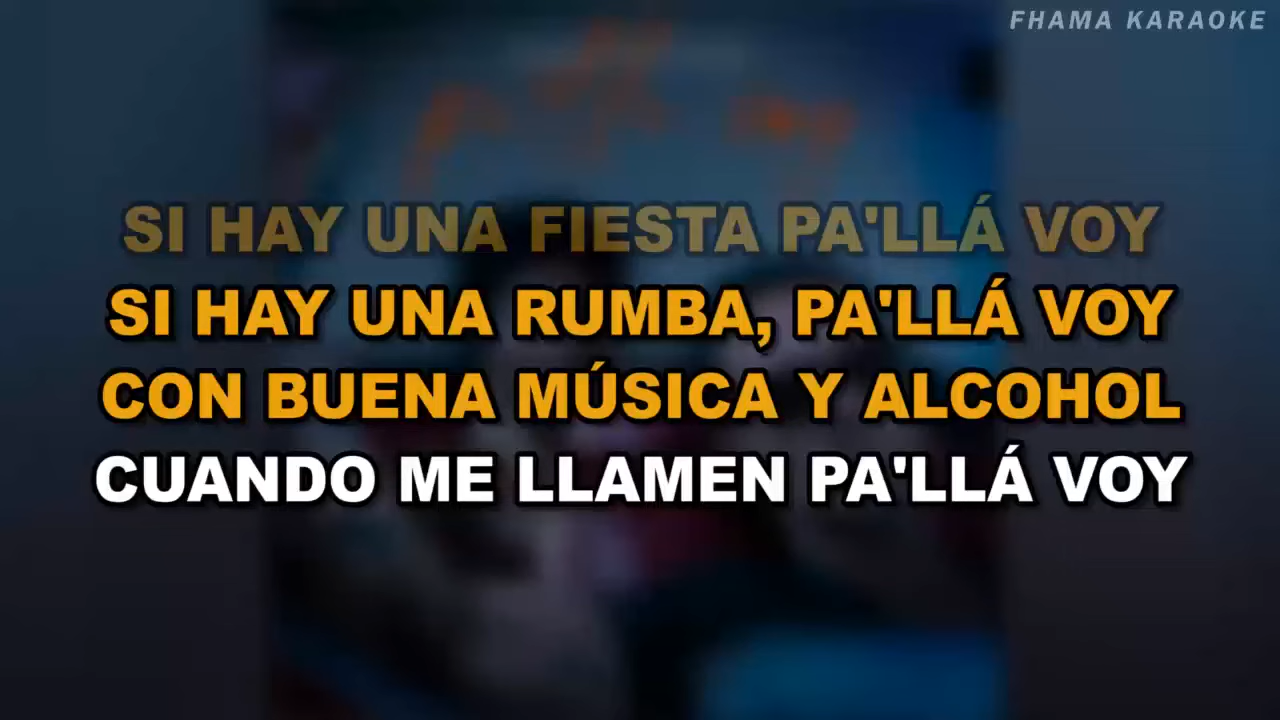 FHAMA KARAOKE
SI HAY UNA FIESTA PA'LLÁ VOY
SI HAY UNA RUMBA, PA'LLÁ VOY
CON BUENA MÚSICA Y ALCOHOL
CUANDO ME LLAMEN PA'LLÁ VOY